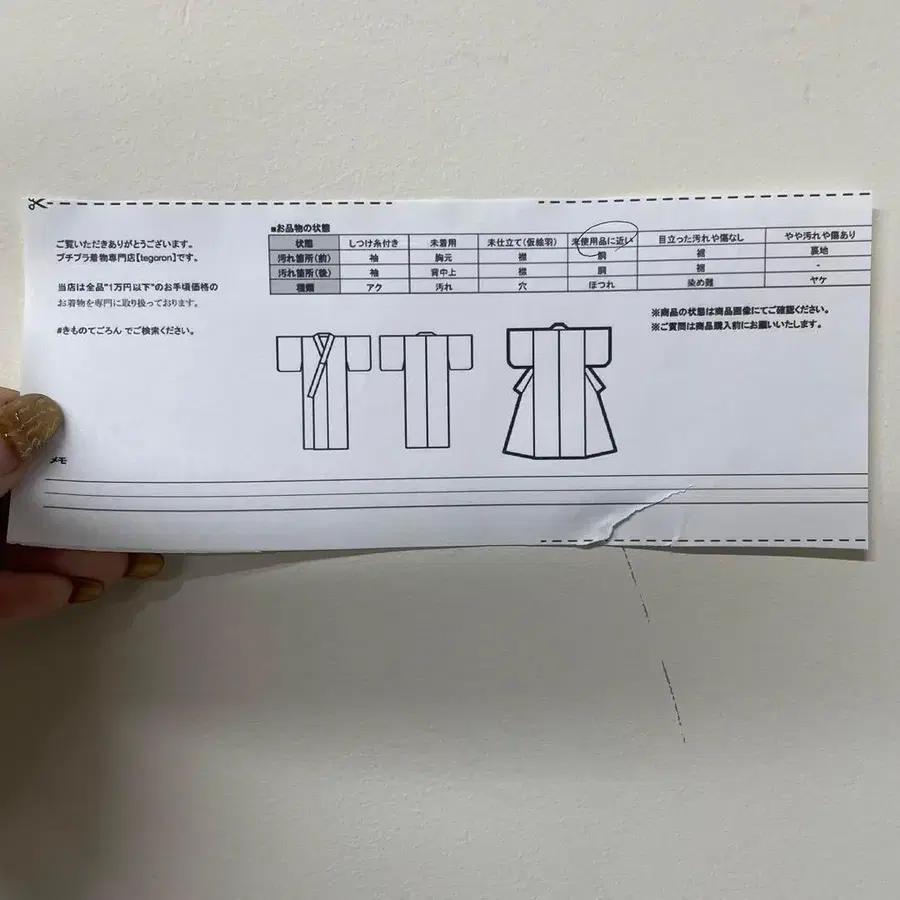 ご覧いただきありがとうございます。
プチプラ着物専門店【tegoron】です。
当店は全品"1万円以下"のお手頃価格の
お着物を専門に取り扱っております。
#きものてごろん でご検索ください。
■お品物の状態
状態 しつけ糸付き 未着用 未仕立て(仮絵羽) 未使用品に近い 目立った汚れや傷なし やや汚れや傷あり
汚れ箇所(前) 袖 胸元 襟 胴 裾 裏地
汚れ箇所(後) 袖 背中上 襟 胴 裾 -
種類 アク 汚れ 穴 ほつれ 染め難 ヤケ
※商品の状態は商品画像にてご確認ください。
※ご質問は商品購入前にお願いいたします。
メモ